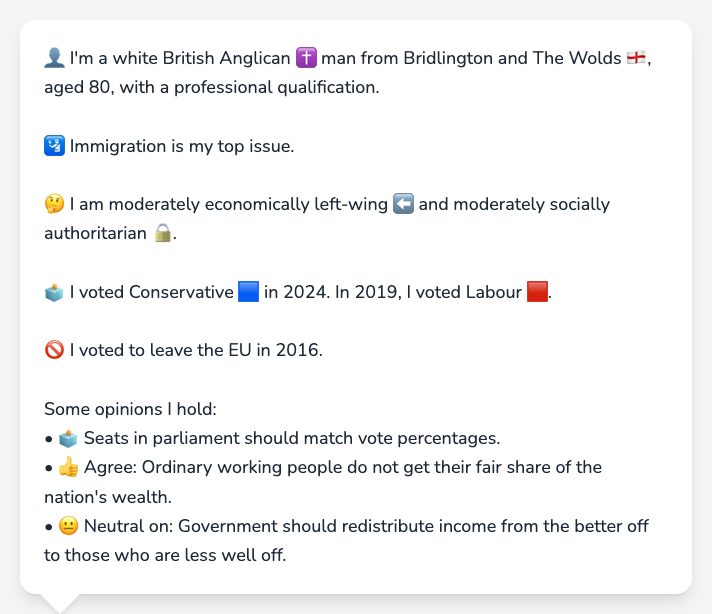 👤 I'm a white British Anglican ✝️ man from Bridlington and The Wolds 🏴󠁧󠁢󠁥󠁮󠁧󠁿,
aged 80, with a professional qualification.
🛂 Immigration is my top issue.
🤔 I am moderately economically left-wing ⬅️ and moderately socially
authoritarian 🔒.
🗳️ I voted Conservative 🟦 in 2024. In 2019, I voted Labour 🟥.
🚫 I voted to leave the EU in 2016.
Some opinions I hold:
• 🗳️ Seats in parliament should match vote percentages.
• 👍 Agree: Ordinary working people do not get their fair share of the
nation's wealth.
• 😐 Neutral on: Government should redistribute income from the better off
to those who are less well off.